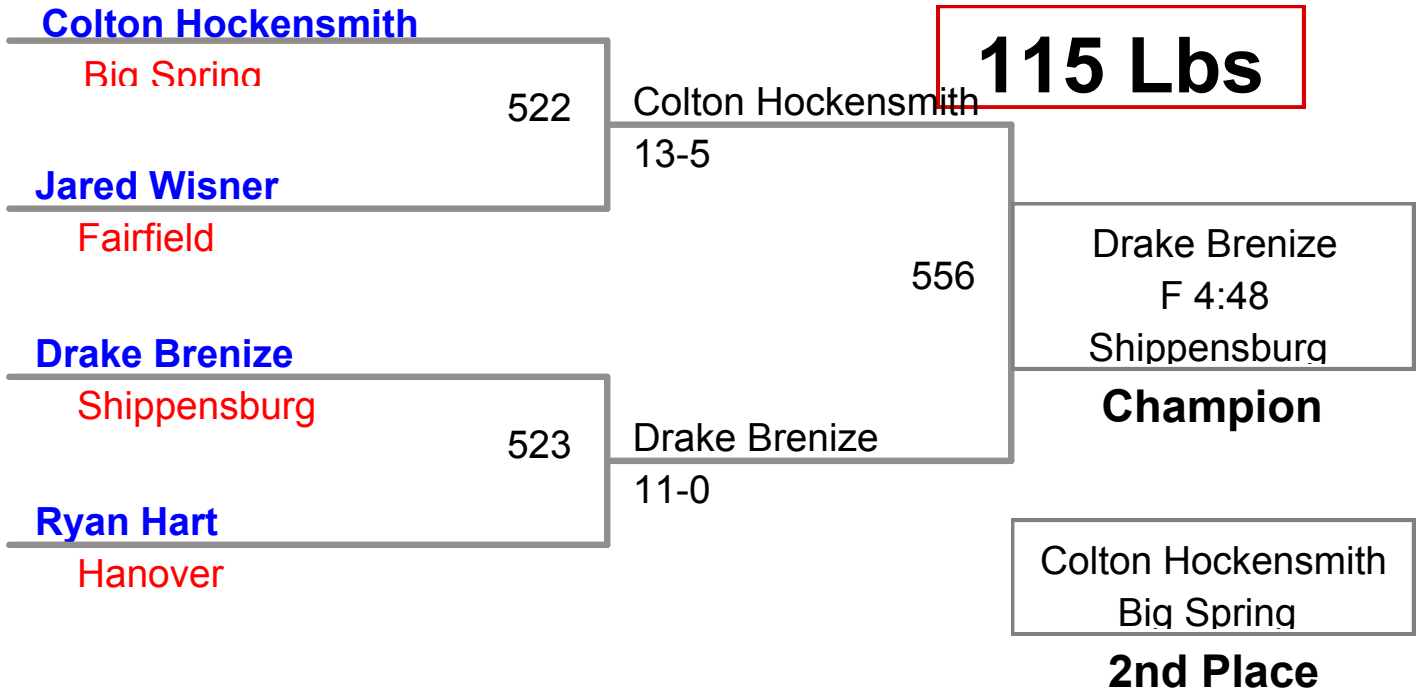 Colton Hockensmith
Big Spring
115 Lbs
522
Colton Hockensmith
13-5
Jared Wisner
Fairfield
556
Drake Brenize
F 4:48
Shippensburg
Champion
Drake Brenize
Shippensburg
523
Drake Brenize
11-0
Ryan Hart
Hanover
Colton Hockensmith
Big Spring
2nd Place